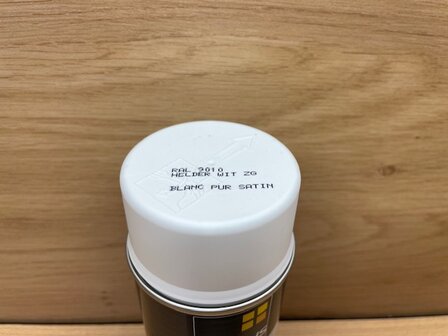 RAL 9010
HELDER WIT ZG
BLANC PUR SATIN